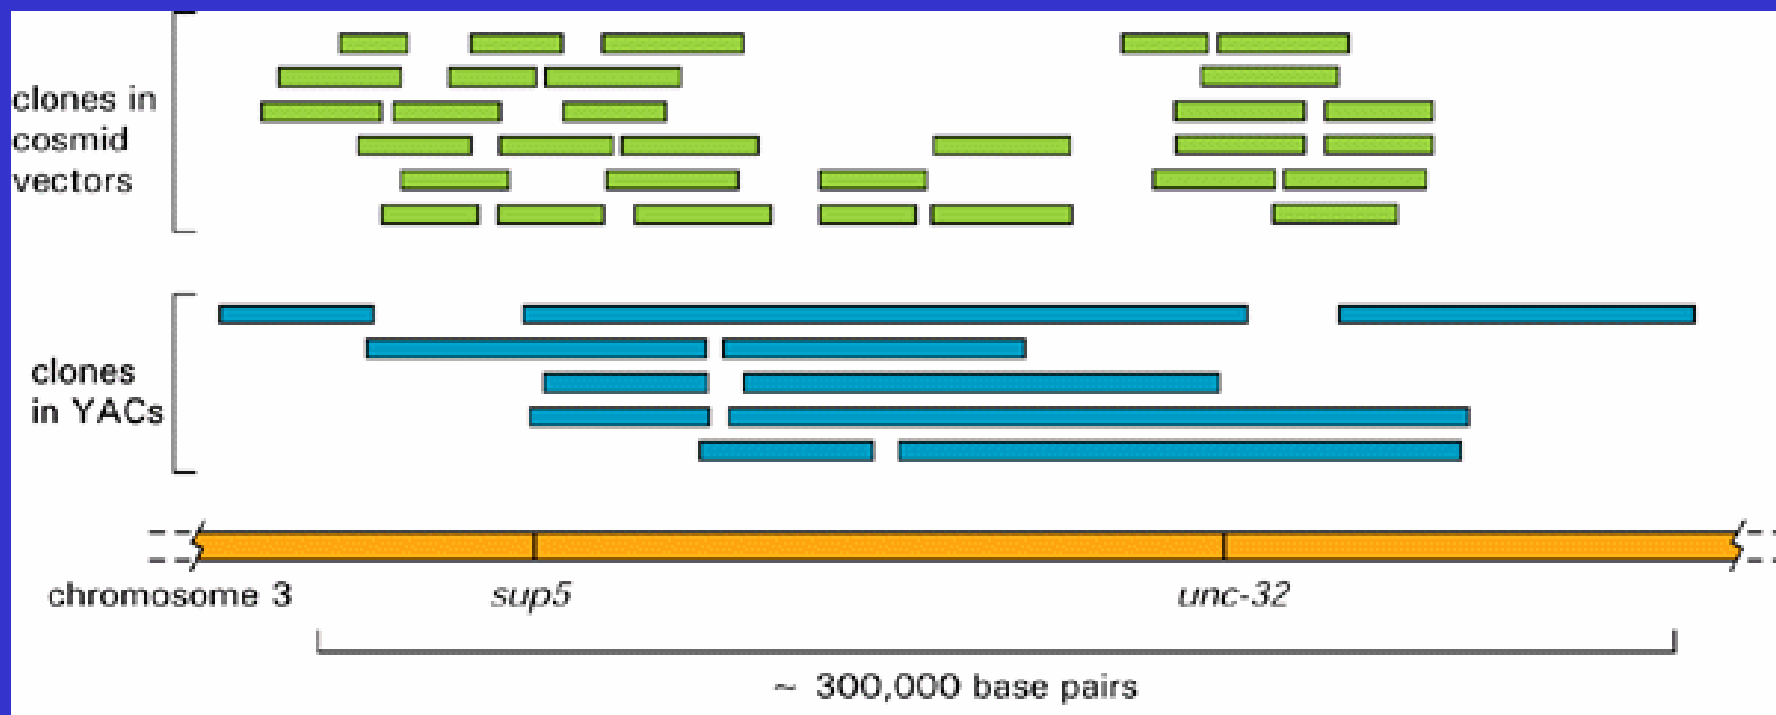 clones in
cosmid
vectors
clones
in YACs
chromosome 3
sup5
unc-32
~ 300,000 base pairs